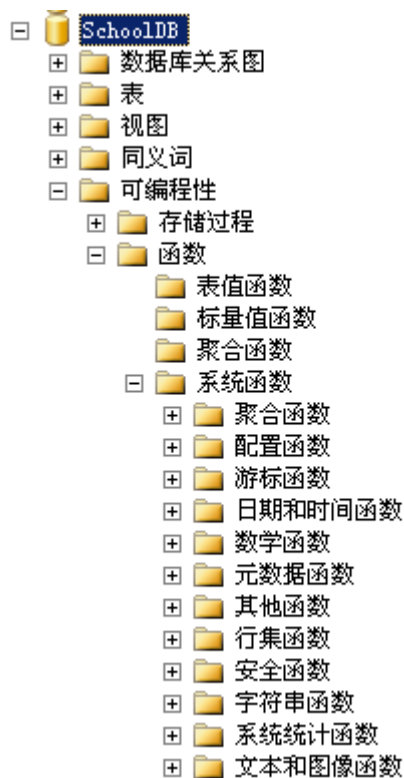 SchoolDB
数据库关系图
表
视图
同义词
可编程性
存储过程
函数
表值函数
标量值函数
聚合函数
系统函数
聚合函数
配置函数
游标函数
日期和时间函数
数学函数
元数据函数
其他函数
行集函数
安全函数
字符串函数
系统统计函数
文本和图像函数